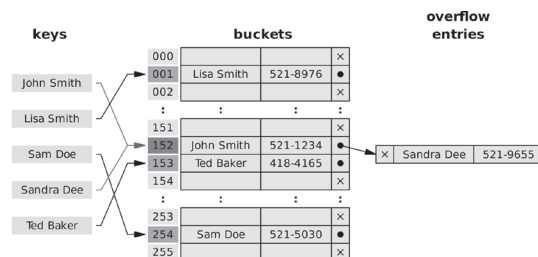 keys
buckets
overflow
entries
John Smith
Lisa Smith
Sam Doe
Sandra Dee
Ted Baker
000 ×
001 Lisa Smith 521-8976
002 ×
: : :
151 ×
152 John Smith 521-1234
153 Ted Baker 418-4165
154 ×
: : :
253 ×
254 Sam Doe 521-5030
255 ×
× Sandra Dee 521-9655